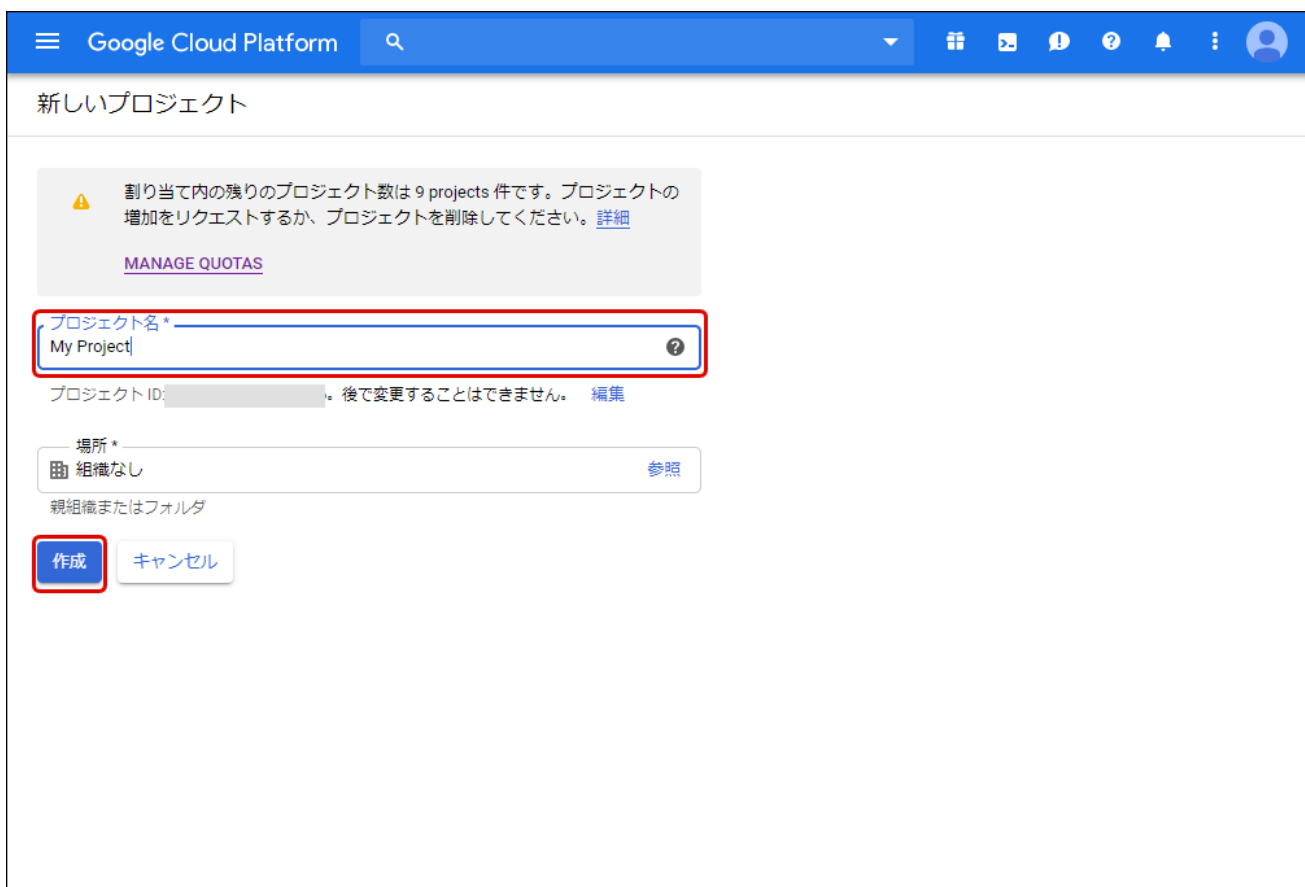 Google Cloud Platform
新しいプロジェクト
割り当て内の残りのプロジェクト数は 9 projects 件です。プロジェクトの
増加をリクエストするか、プロジェクトを削除してください。詳細
MANAGE QUOTAS
プロジェクト名 *
My Project
プロジェクト ID: 。後で変更することはできません。 編集
場所 *
組織なし 参照
親組織またはフォルダ
作成 キャンセル